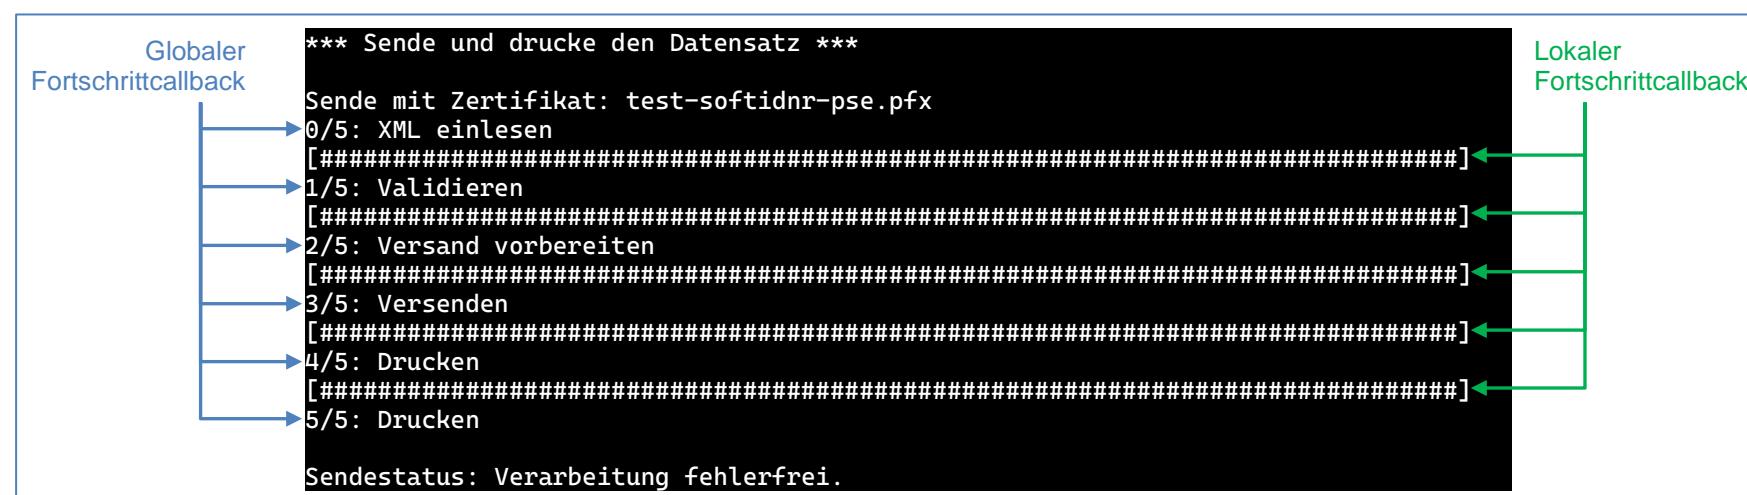 Globaler
Fortschrittcallback
*** Sende und drucke den Datensatz ***
Sende mit Zertifikat: test-softidnr-pse.pfx
0/5: XML einlesen
[##############################################################################]
1/5: Validieren
[##############################################################################]
2/5: Versand vorbereiten
[##############################################################################]
3/5: Versenden
[##############################################################################]
4/5: Drucken
[##############################################################################]
5/5: Drucken
Sendestatus: Verarbeitung fehlerfrei.
Lokaler
Fortschrittcallback